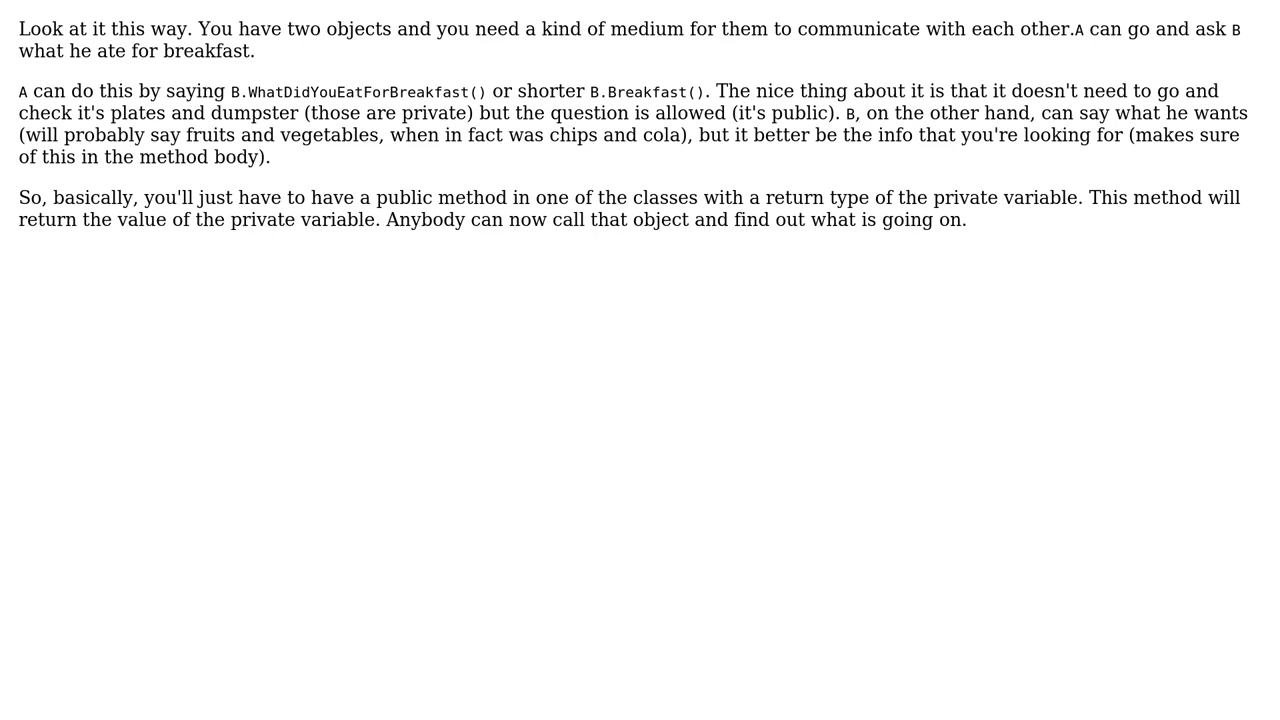 Look at it this way. You have two objects and you need a kind of medium for them to communicate with each other.A can go and ask B
what he ate for breakfast.
A can do this by saying B.WhatDidYouEatForBreakfast() or shorter B.Breakfast(). The nice thing about it is that it doesn't need to go and
check it's plates and dumpster (those are private) but the question is allowed (it's public). B, on the other hand, can say what he wants
(will probably say fruits and vegetables, when in fact was chips and cola), but it better be the info that you're looking for (makes sure
of this in the method body).
So, basically, you'll just have to have a public method in one of the classes with a return type of the private variable. This method will
return the value of the private variable. Anybody can now call that object and find out what is going on.